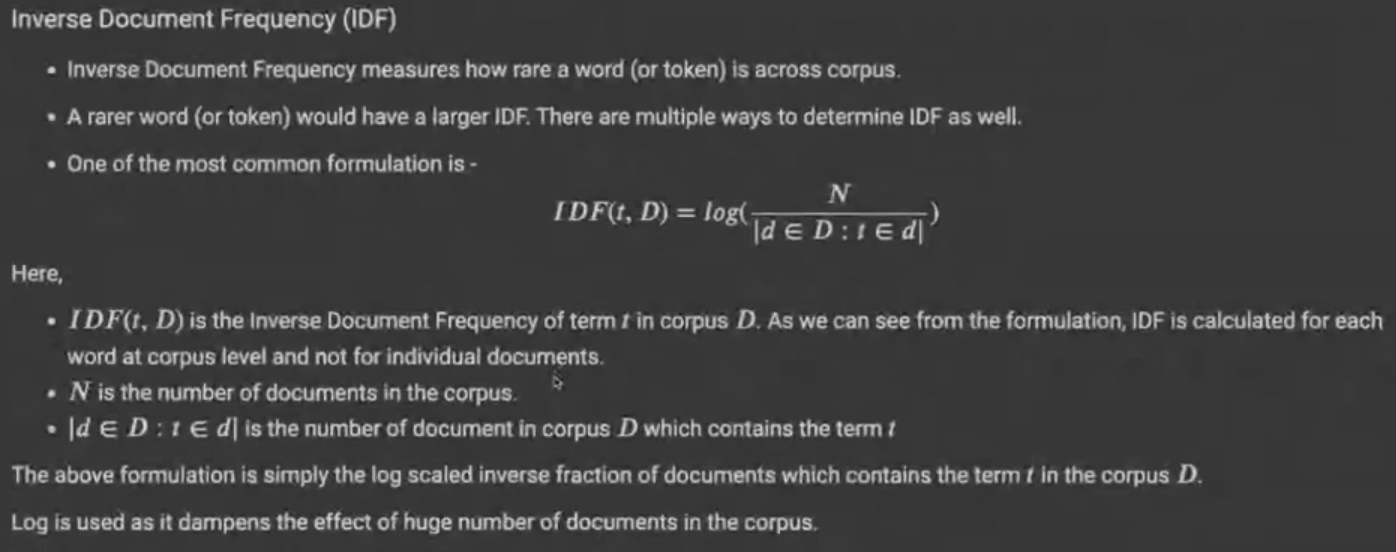 Inverse Document Frequency (IDF)
• Inverse Document Frequency measures how rare a word (or token) is across corpus.
• A rarer word (or token) would have a larger IDF. There are multiple ways to determine IDF as well.
• One of the most common formulation is -
IDF(t, D) = log(N / |d ∈ D : t ∈ d|)
Here,
• IDF(t, D) is the Inverse Document Frequency of term t in corpus D. As we can see from the formulation, IDF is calculated for each
word at corpus level and not for individual documents.
• N is the number of documents in the corpus.
• |d ∈ D : t ∈ d| is the number of document in corpus D which contains the term t
The above formulation is simply the log scaled inverse fraction of documents which contains the term t in the corpus D.
Log is used as it dampens the effect of huge number of documents in the corpus.